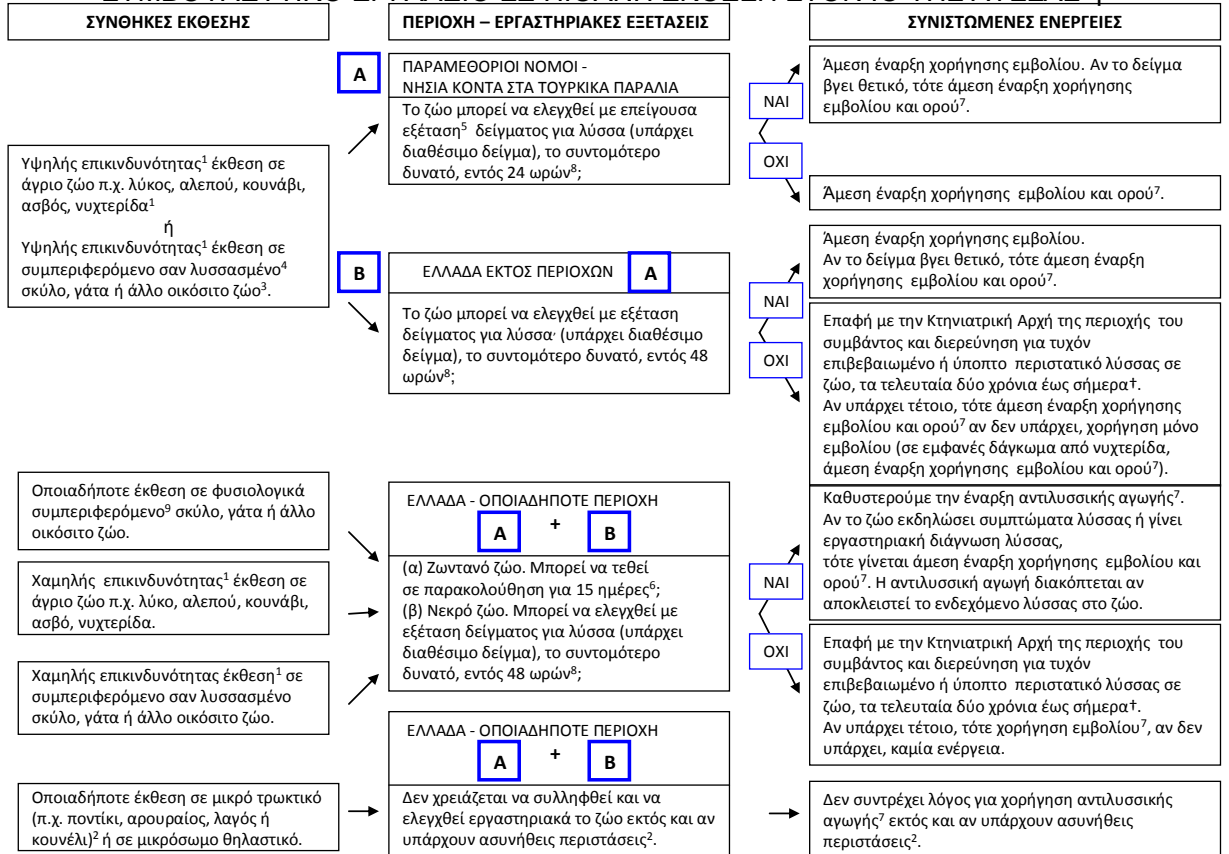 ΣΥΝΘΗΚΕΣ ΕΚΘΕΣΗΣ
ΠΕΡΙΟΧΗ – ΕΡΓΑΣΤΗΡΙΑΚΕΣ ΕΞΕΤΑΣΕΙΣ
ΣΥΝΙΣΤΩΜΕΝΕΣ ΕΝΕΡΓΕΙΕΣ
Υψηλής επικινδυνότητας¹ έκθεση σε
άγριο ζώο π.χ. λύκος, αλεπού, κουνάβι,
ασβός, νυχτερίδα¹
ή
Υψηλής επικινδυνότητας¹ έκθεση σε
συμπεριφερόμενο σαν λυσσασμένο⁴
σκύλο, γάτα ή άλλο οικόσιτο ζώο³.
A
ΠΑΡΑΜΕΘΟΡΙΟΙ ΝΟΜΟΙ -
ΝΗΣΙΑ ΚΟΝΤΑ ΣΤΑ ΤΟΥΡΚΙΚΑ ΠΑΡΑΛΙΑ
Το ζώο μπορεί να ελεγχθεί με επείγουσα
εξέταση⁵ δείγματος για λύσσα (υπάρχει
διαθέσιμο δείγμα), το συντομότερο
δυνατό, εντός 24 ωρών⁸;
ΝΑΙ
Άμεση έναρξη χορήγησης εμβολίου. Αν το δείγμα
βγει θετικό, τότε άμεση έναρξη χορήγησης
εμβολίου και ορού⁷.
ΟΧΙ
Άμεση έναρξη χορήγησης εμβολίου και ορού⁷.
B
ΕΛΛΑΔΑ ΕΚΤΟΣ ΠΕΡΙΟΧΩΝ A
Το ζώο μπορεί να ελεγχθεί με εξέταση
δείγματος για λύσσα, (υπάρχει διαθέσιμο
δείγμα), το συντομότερο δυνατό, εντός 48
ωρών⁸;
ΝΑΙ
Άμεση έναρξη χορήγησης εμβολίου.
Αν το δείγμα βγει θετικό, τότε άμεση έναρξη
χορήγησης εμβολίου και ορού⁷.
ΟΧΙ
Επαφή με την Κτηνιατρική Αρχή της περιοχής του
συμβάντος και διερεύνηση για τυχόν
επιβεβαιωμένο ή ύποπτο περιστατικό λύσσας σε
ζώο, τα τελευταία δύο χρόνια έως σήμερα†.
Αν υπάρχει τέτοιο, τότε άμεση έναρξη χορήγησης
εμβολίου και ορού⁷ αν δεν υπάρχει, χορήγηση μόνο
εμβολίου (σε εμφανές δάγκωμα από νυχτερίδα,
άμεση έναρξη χορήγησης εμβολίου και ορού⁷).
Οποιαδήποτε έκθεση σε φυσιολογικά
συμπεριφερόμενο⁹ σκύλο, γάτα ή άλλο
οικόσιτο ζώο.
Χαμηλής επικινδυνότητας¹ έκθεση σε
άγριο ζώο π.χ. λύκο, αλεπού, κουνάβι,
ασβό, νυχτερίδα.
Χαμηλής επικινδυνότητας έκθεση¹ σε
συμπεριφερόμενο σαν λυσσασμένο
σκύλο, γάτα ή άλλο οικόσιτο ζώο.
ΕΛΛΑΔΑ - ΟΠΟΙΑΔΗΠΟΤΕ ΠΕΡΙΟΧΗ
A + B
(α) Ζωντανό ζώο. Μπορεί να τεθεί
σε παρακολούθηση για 15 ημέρες⁶;
(β) Νεκρό ζώο. Μπορεί να ελεγχθεί με
εξέταση δείγματος για λύσσα (υπάρχει
διαθέσιμο δείγμα), το συντομότερο
δυνατό, εντός 48 ωρών⁸;
ΝΑΙ
Καθυστερούμε την έναρξη αντιλυσσικής αγωγής⁷.
Αν το ζώο εκδηλώσει συμπτώματα λύσσας ή γίνει
εργαστηριακή διάγνωση λύσσας,
τότε γίνεται άμεση έναρξη χορήγησης εμβολίου και
ορού⁷. Η αντιλυσσική αγωγή διακόπτεται αν
αποκλειστεί το ενδεχόμενο λύσσας στο ζώο.
ΟΧΙ
Επαφή με την Κτηνιατρική Αρχή της περιοχής του
συμβάντος και διερεύνηση για τυχόν
επιβεβαιωμένο ή ύποπτο περιστατικό λύσσας σε
ζώο, τα τελευταία δύο χρόνια έως σήμερα†.
Αν υπάρχει τέτοιο, τότε χορήγηση εμβολίου⁷, αν δεν
υπάρχει, καμία ενέργεια.
Οποιαδήποτε έκθεση σε μικρό τρωκτικό
(π.χ. ποντίκι, αρουραίος, λαγός ή
κουνέλι)² ή σε μικρόσωμο θηλαστικό.
ΕΛΛΑΔΑ - ΟΠΟΙΑΔΗΠΟΤΕ ΠΕΡΙΟΧΗ
A + B
Δεν χρειάζεται να συλληφθεί και να
ελεγχθεί εργαστηριακά το ζώο εκτός και αν
υπάρχουν ασυνήθεις περιστάσεις².
Δεν συντρέχει λόγος για χορήγηση αντιλυσσικής
αγωγής⁷ εκτός και αν υπάρχουν ασυνήθεις
περιστάσεις².